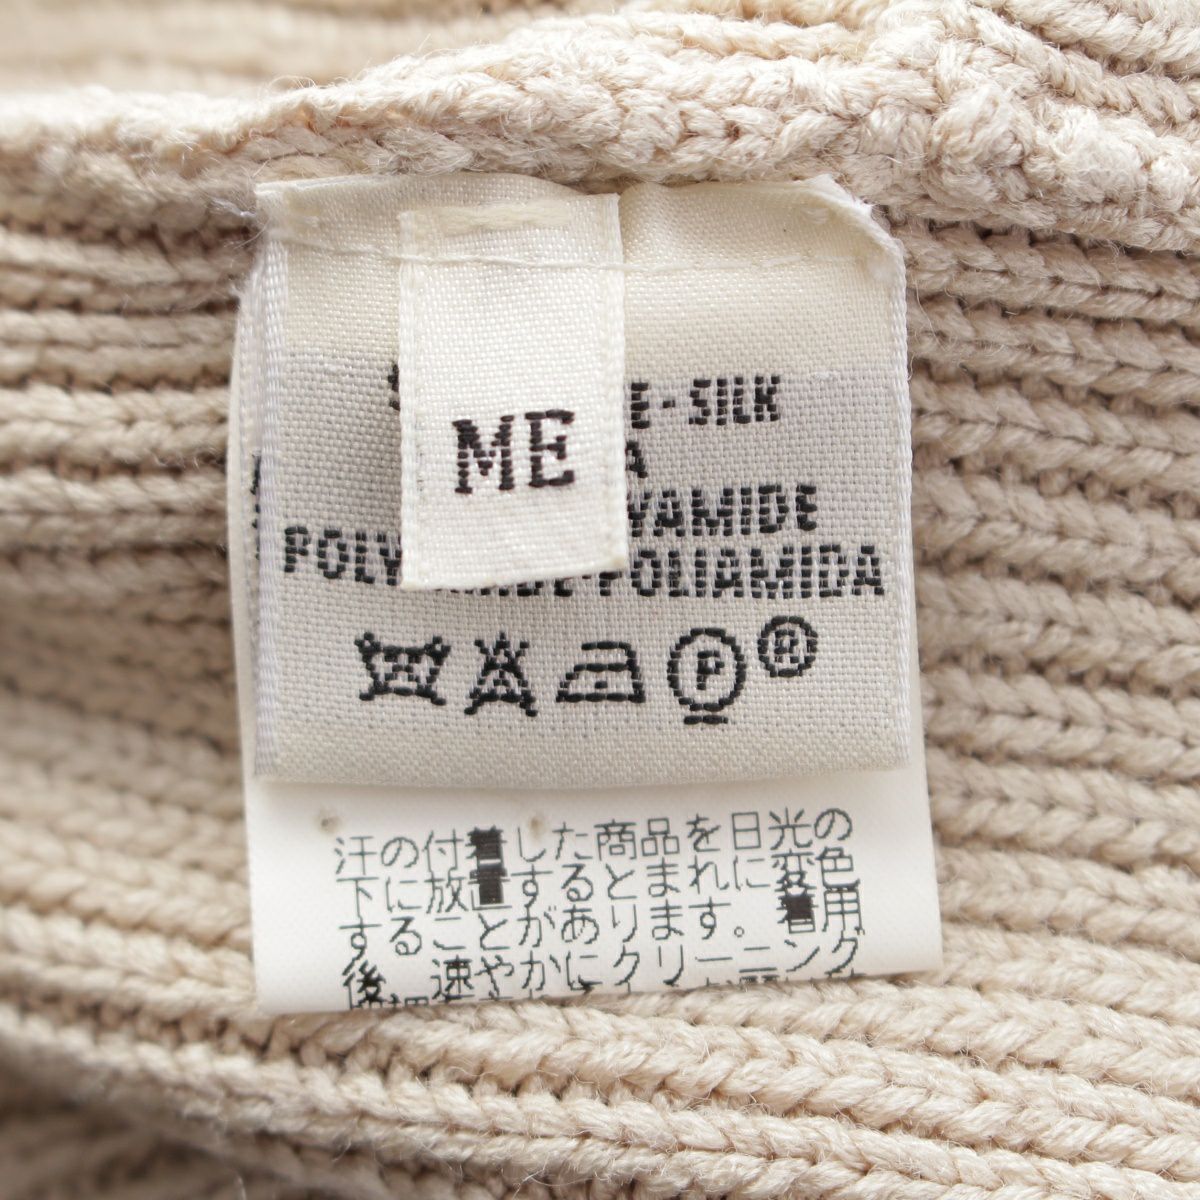 ME
E-SILK
A
YAMIDE
POLY
POLIAMIDA
P ®
汗の付着した商品を日光の
下に放置するとまれに変色
することがあります。着用
後、速やかにクリーニング